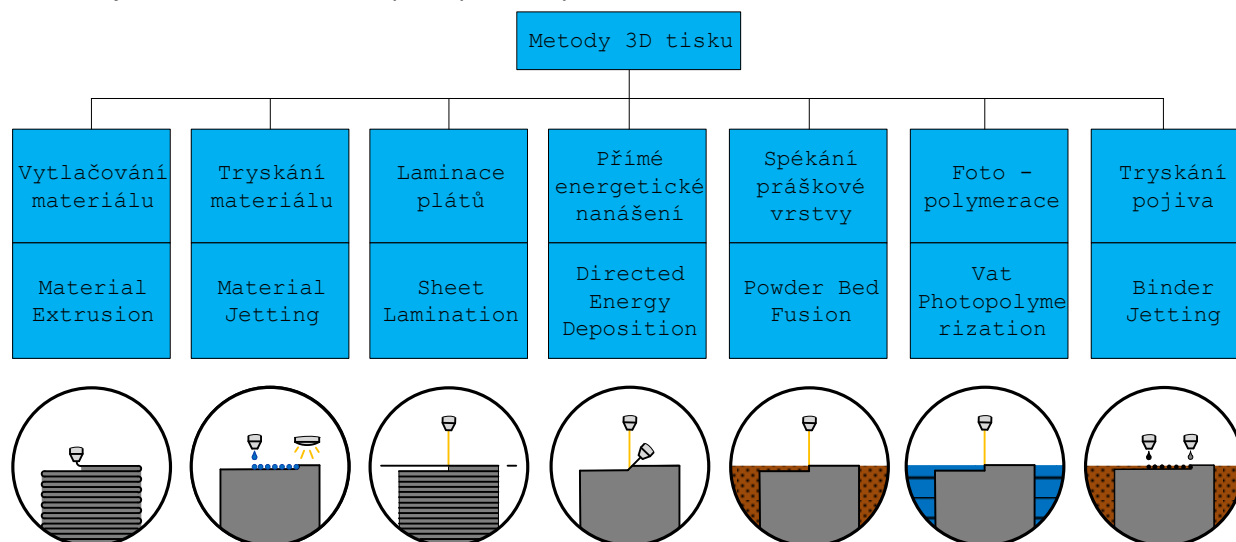 Metody 3D tisku
Vytlačování
materiálu
Material
Extrusion
Tryskání
materiálu
Material
Jetting
Laminace
plátů
Sheet
Lamination
Přímé
energetické
nanášení
Directed
Energy
Deposition
Spékání
práškové
vrstvy
Powder Bed
Fusion
Foto -
polymerace
Vat
Photopolyme
rization
Tryskání
pojiva
Binder
Jetting